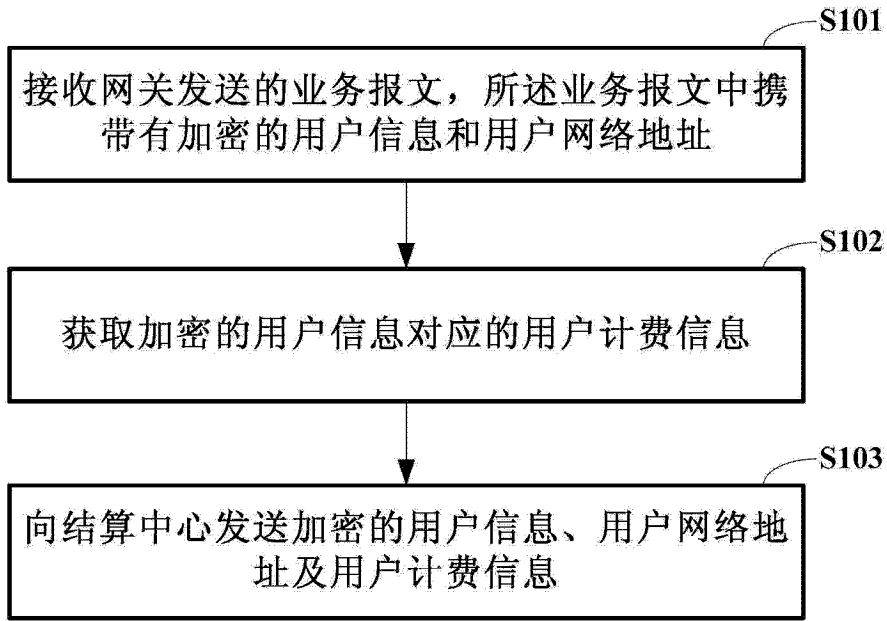 S101
接收网关发送的业务报文，所述业务报文中携
带有加密的用户信息和用户网络地址
S102
获取加密的用户信息对应的用户计费信息
S103
向结算中心发送加密的用户信息、用户网络地
址及用户计费信息